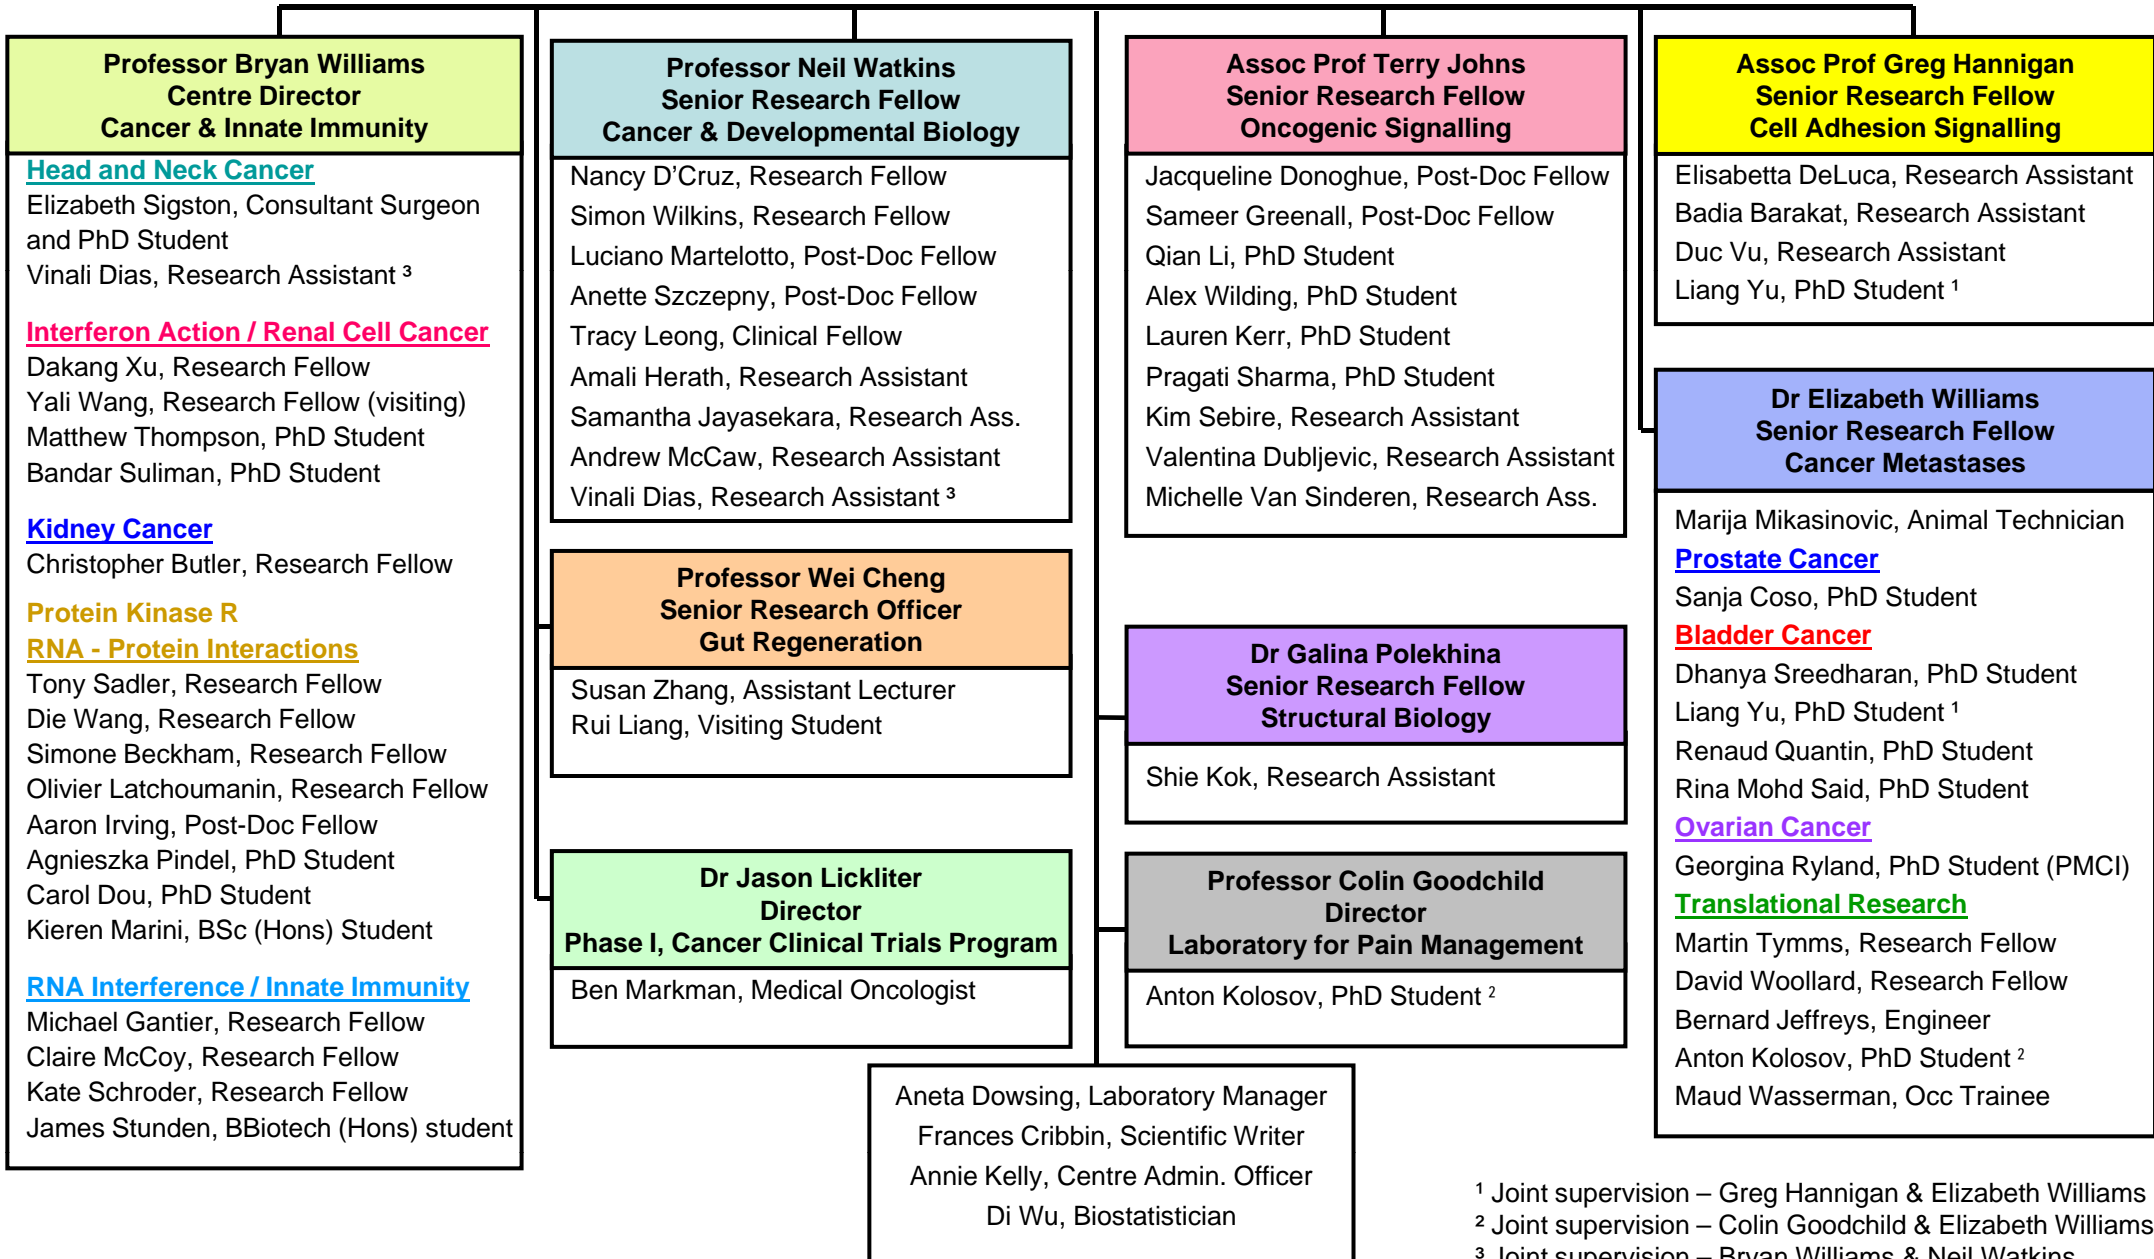 Professor Bryan Williams
Centre Director
Cancer & Innate Immunity
Head and Neck Cancer
Elizabeth Sigston, Consultant Surgeon
and PhD Student
Vinali Dias, Research Assistant ³
Interferon Action / Renal Cell Cancer
Dakang Xu, Research Fellow
Yali Wang, Research Fellow (visiting)
Matthew Thompson, PhD Student
Bandar Suliman, PhD Student
Kidney Cancer
Christopher Butler, Research Fellow
Protein Kinase R
RNA - Protein Interactions
Tony Sadler, Research Fellow
Die Wang, Research Fellow
Simone Beckham, Research Fellow
Olivier Latchoumanin, Research Fellow
Aaron Irving, Post-Doc Fellow
Agnieszka Pindel, PhD Student
Carol Dou, PhD Student
Kieren Marini, BSc (Hons) Student
RNA Interference / Innate Immunity
Michael Gantier, Research Fellow
Claire McCoy, Research Fellow
Kate Schroder, Research Fellow
James Stunden, BBiotech (Hons) student
Professor Neil Watkins
Senior Research Fellow
Cancer & Developmental Biology
Nancy D’Cruz, Research Fellow
Simon Wilkins, Research Fellow
Luciano Martelotto, Post-Doc Fellow
Anette Szczepny, Post-Doc Fellow
Tracy Leong, Clinical Fellow
Amali Herath, Research Assistant
Samantha Jayasekara, Research Ass.
Andrew McCaw, Research Assistant
Vinali Dias, Research Assistant ³
Professor Wei Cheng
Senior Research Officer
Gut Regeneration
Susan Zhang, Assistant Lecturer
Rui Liang, Visiting Student
Dr Jason Lickliter
Director
Phase I, Cancer Clinical Trials Program
Ben Markman, Medical Oncologist
Assoc Prof Terry Johns
Senior Research Fellow
Oncogenic Signalling
Jacqueline Donoghue, Post-Doc Fellow
Sameer Greenall, Post-Doc Fellow
Qian Li, PhD Student
Alex Wilding, PhD Student
Lauren Kerr, PhD Student
Pragati Sharma, PhD Student
Kim Sebire, Research Assistant
Valentina Dubljevic, Research Assistant
Michelle Van Sinderen, Research Ass.
Dr Galina Polekhina
Senior Research Fellow
Structural Biology
Shie Kok, Research Assistant
Professor Colin Goodchild
Director
Laboratory for Pain Management
Anton Kolosov, PhD Student ²
Aneta Dowsing, Laboratory Manager
Frances Cribbin, Scientific Writer
Annie Kelly, Centre Admin. Officer
Di Wu, Biostatistician
Assoc Prof Greg Hannigan
Senior Research Fellow
Cell Adhesion Signalling
Elisabetta DeLuca, Research Assistant
Badia Barakat, Research Assistant
Duc Vu, Research Assistant
Liang Yu, PhD Student ¹
Dr Elizabeth Williams
Senior Research Fellow
Cancer Metastases
Marija Mikasinovic, Animal Technician
Prostate Cancer
Sanja Coso, PhD Student
Bladder Cancer
Dhanya Sreedharan, PhD Student
Liang Yu, PhD Student ¹
Renaud Quantin, PhD Student
Rina Mohd Said, PhD Student
Ovarian Cancer
Georgina Ryland, PhD Student (PMCI)
Translational Research
Martin Tymms, Research Fellow
David Woollard, Research Fellow
Bernard Jeffreys, Engineer
Anton Kolosov, PhD Student ²
Maud Wasserman, Occ Trainee
¹ Joint supervision – Greg Hannigan & Elizabeth Williams
² Joint supervision – Colin Goodchild & Elizabeth Williams
³ Joint supervision – Bryan Williams & Neil Watkins